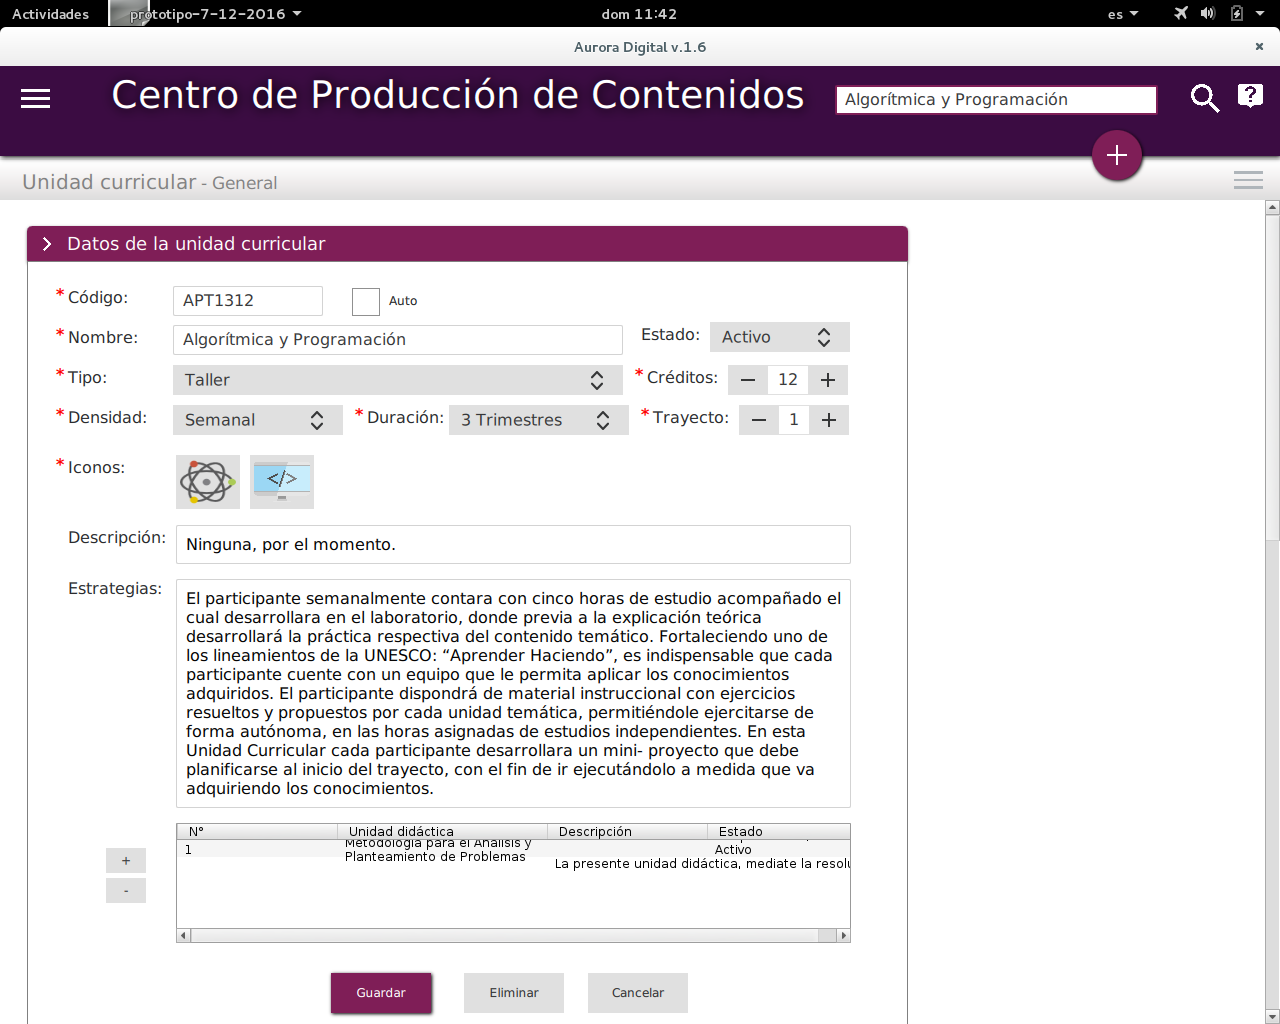 Actividades prototipo-7-12-2016 dom 11:42 es
Aurora Digital v.1.6
Centro de Producción de Contenidos Algorítmica y Programación
Unidad curricular - General
Datos de la unidad curricular
* Código: APT1312 Auto
* Nombre: Algorítmica y Programación Estado: Activo
* Tipo: Taller * Créditos: 12
* Densidad: Semanal * Duración: 3 Trimestres * Trayecto: 1
* Iconos: </>
Descripción: Ninguna, por el momento.
Estrategias: El participante semanalmente contara con cinco horas de estudio acompañado el
cual desarrollara en el laboratorio, donde previa a la explicación teórica
desarrollará la práctica respectiva del contenido temático. Fortaleciendo uno de
los lineamientos de la UNESCO: “Aprender Haciendo”, es indispensable que cada
participante cuente con un equipo que le permita aplicar los conocimientos
adquiridos. El participante dispondrá de material instruccional con ejercicios
resueltos y propuestos por cada unidad temática, permitiéndole ejercitarse de
forma autónoma, en las horas asignadas de estudios independientes. En esta
Unidad Curricular cada participante desarrollara un mini- proyecto que debe
planificarse al inicio del trayecto, con el fin de ir ejecutándolo a medida que va
adquiriendo los conocimientos.
N° Unidad didáctica Descripción Estado
1 Metodología para el Análisis y Activo
Planteamiento de Problemas
La presente unidad didáctica, mediate la resolu
+
-
Guardar Eliminar Cancelar